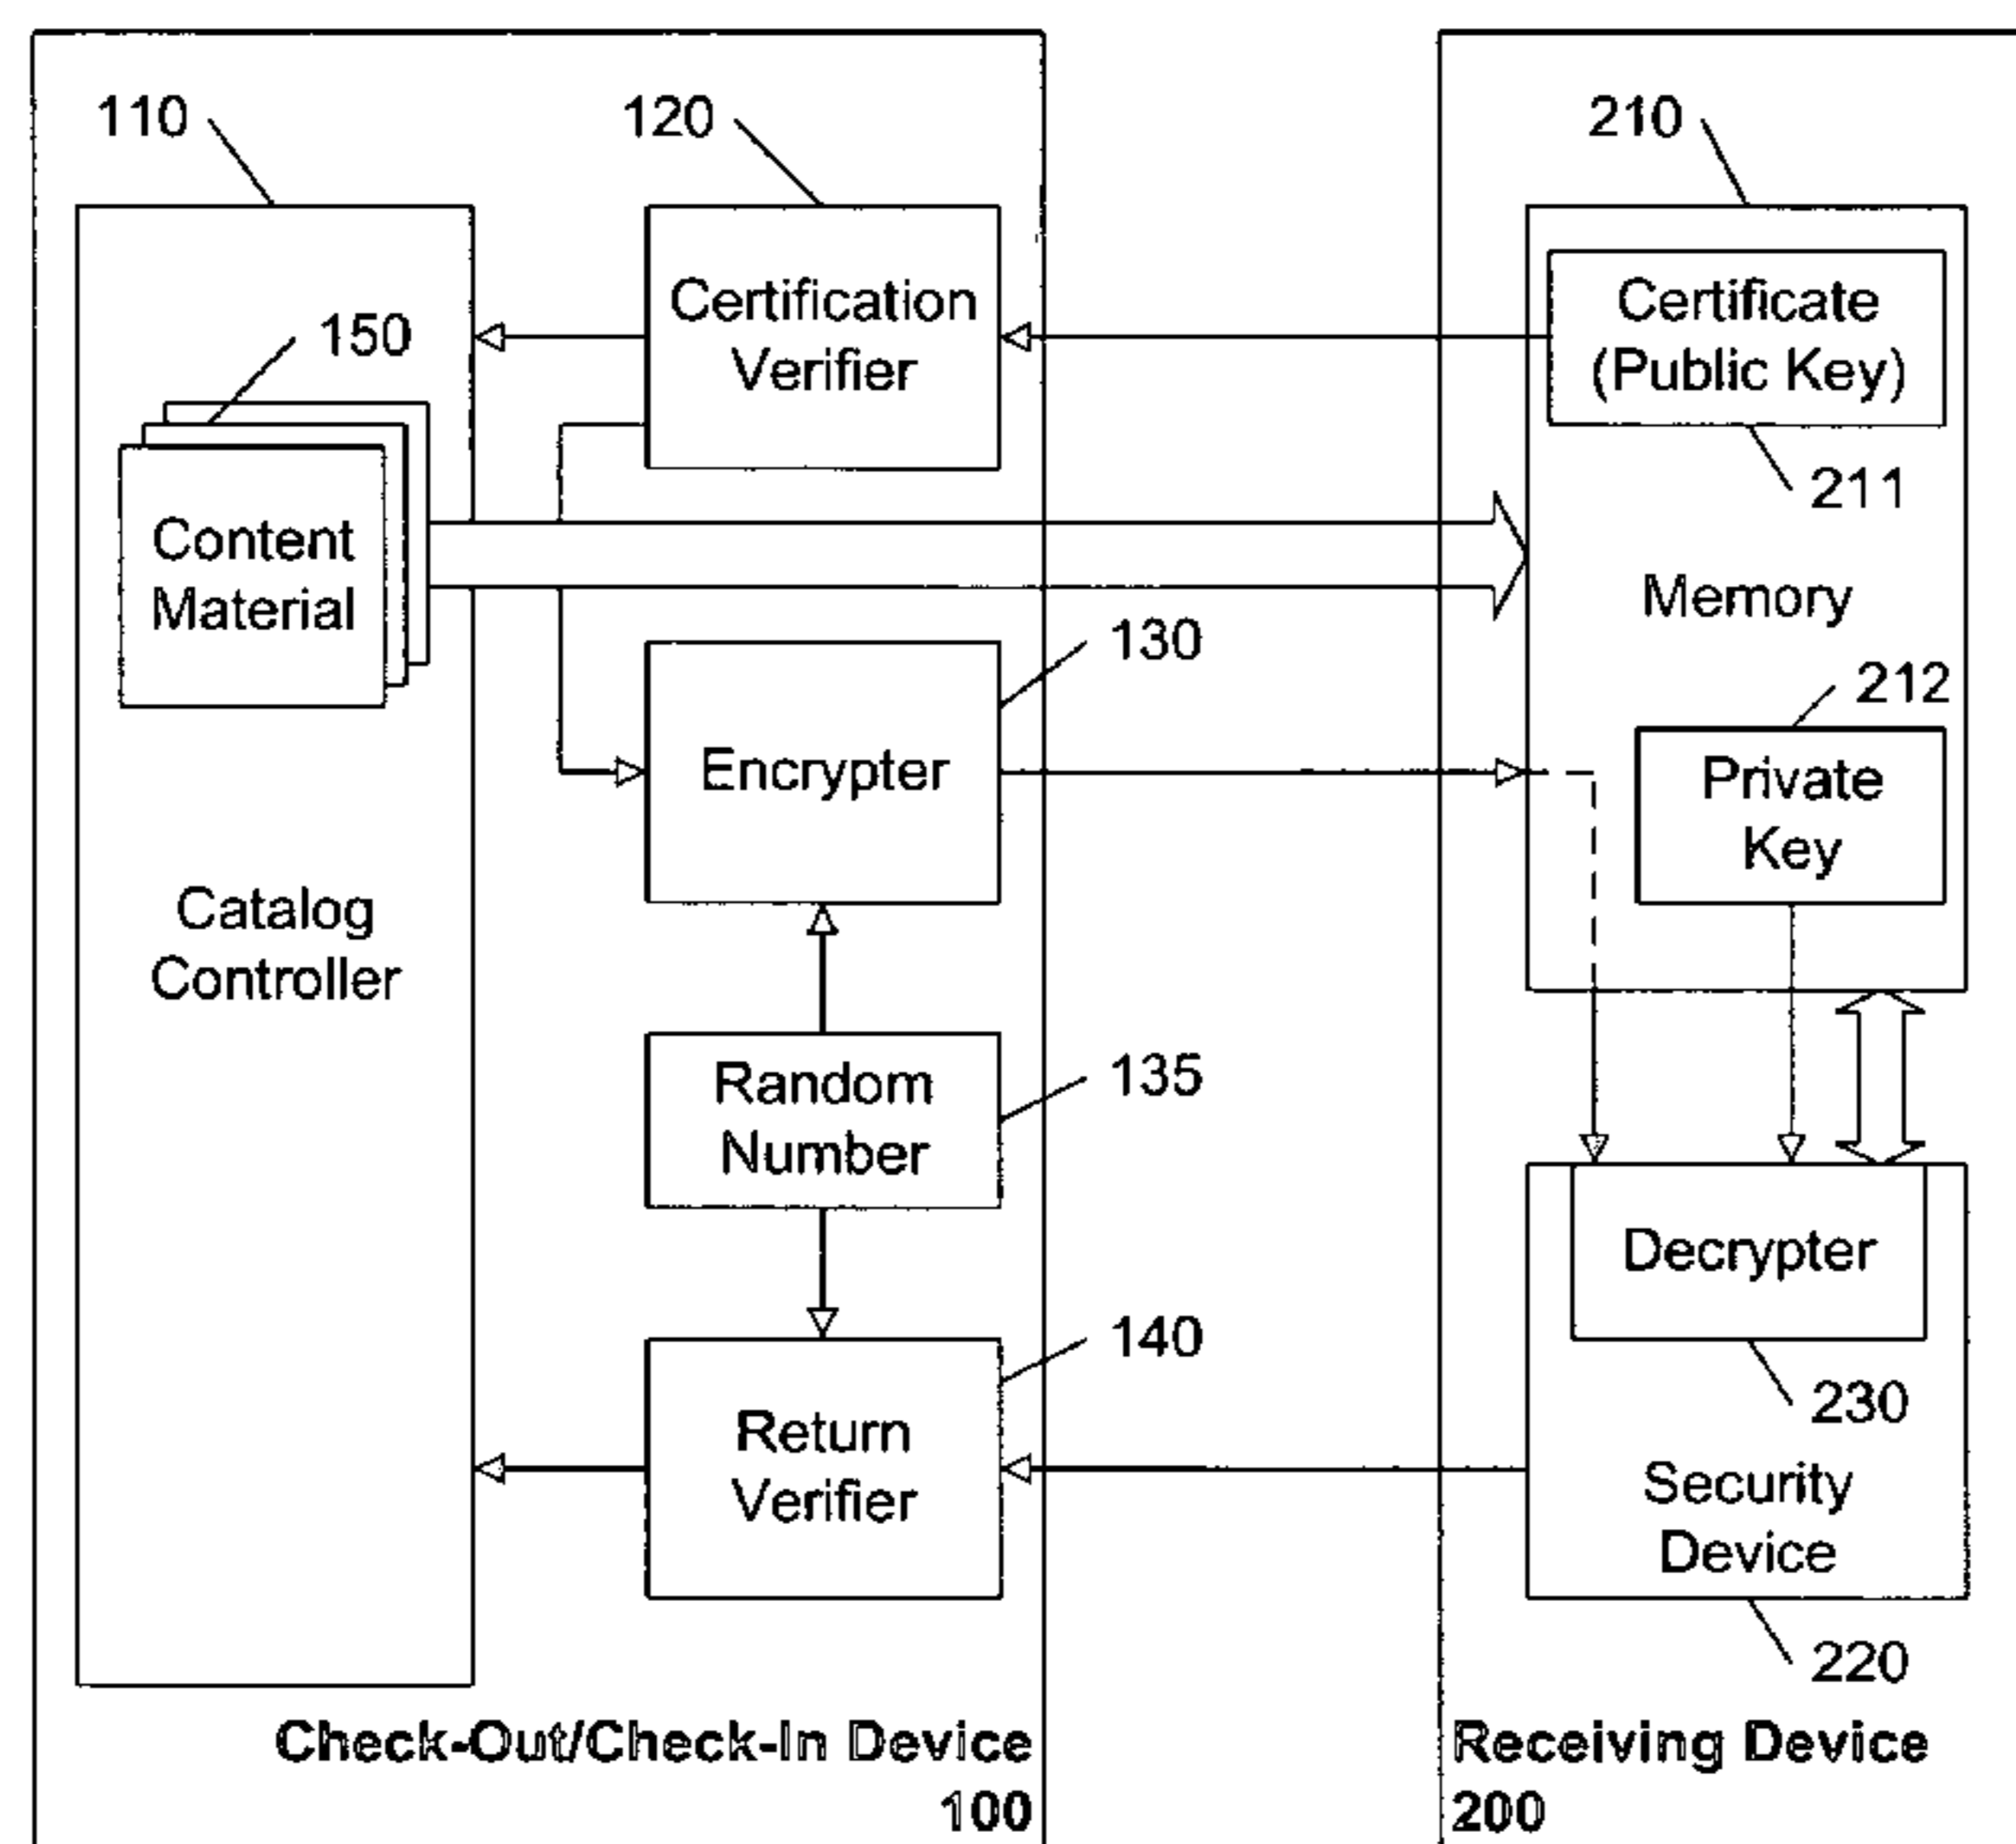 110
120
210
Certification
Verifier
Certificate
(Public Key)
150
211
Content
Material
Memory
130
212
Encrypter
Private
Key
Catalog
Controller
Random
Number
135
Decrypter
140
230
Return
Verifier
Security
Device
220
Check-Out/Check-In Device
100
Receiving Device
200